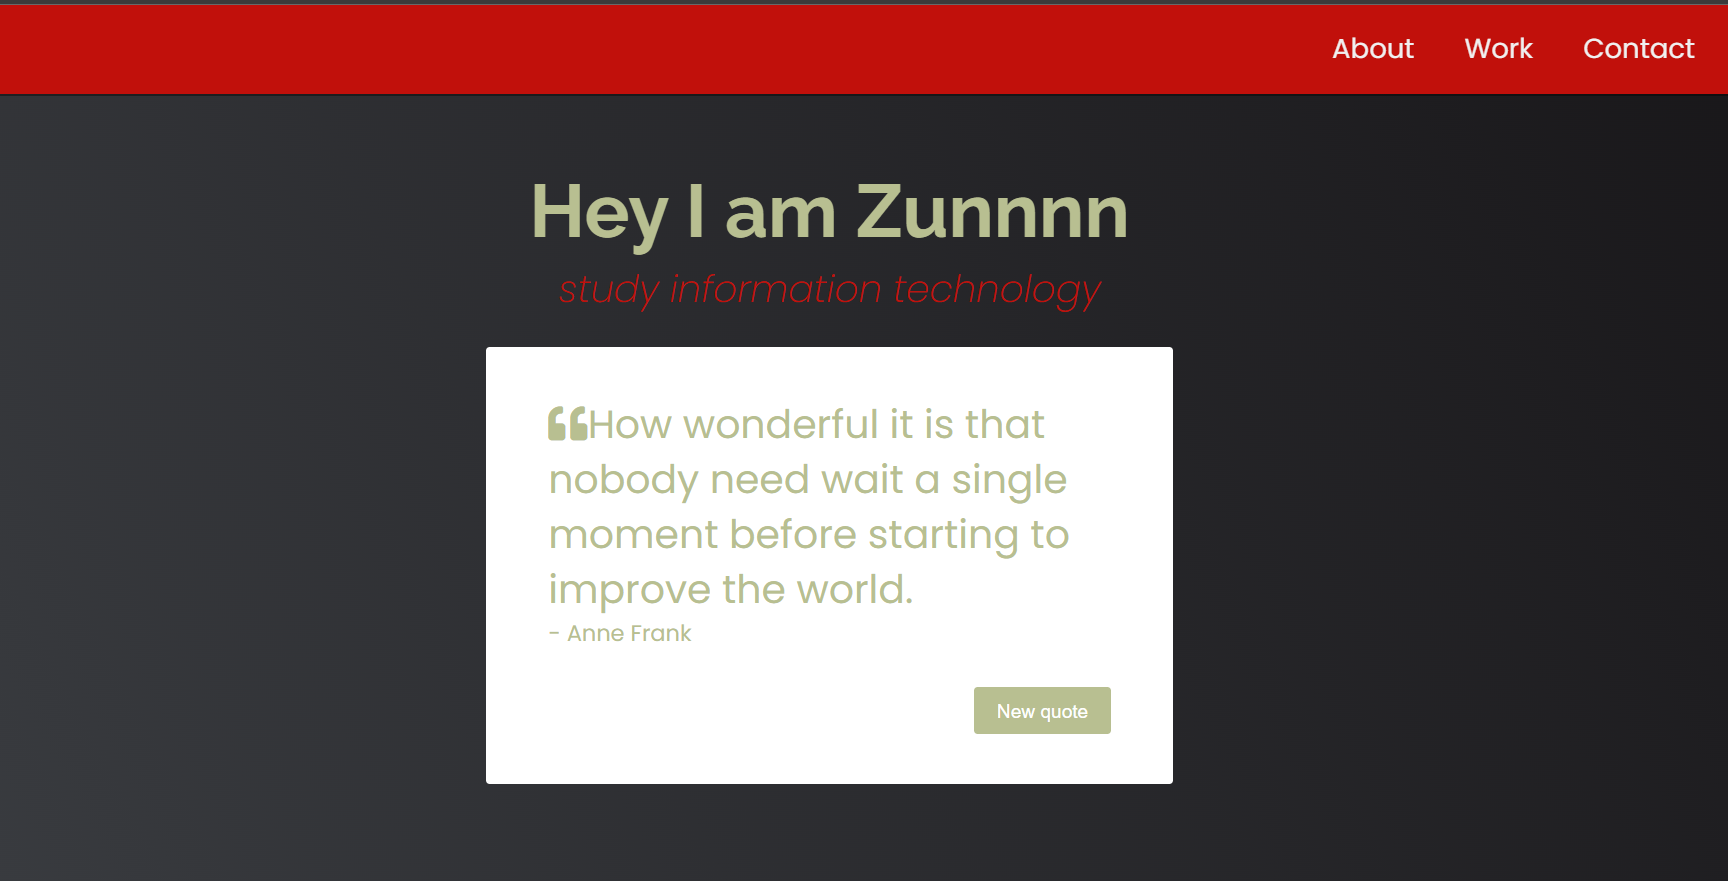 About Work Contact
Hey I am Zunnnn
study information technology
“How wonderful it is that
nobody need wait a single
moment before starting to
improve the world.
- Anne Frank
New quote